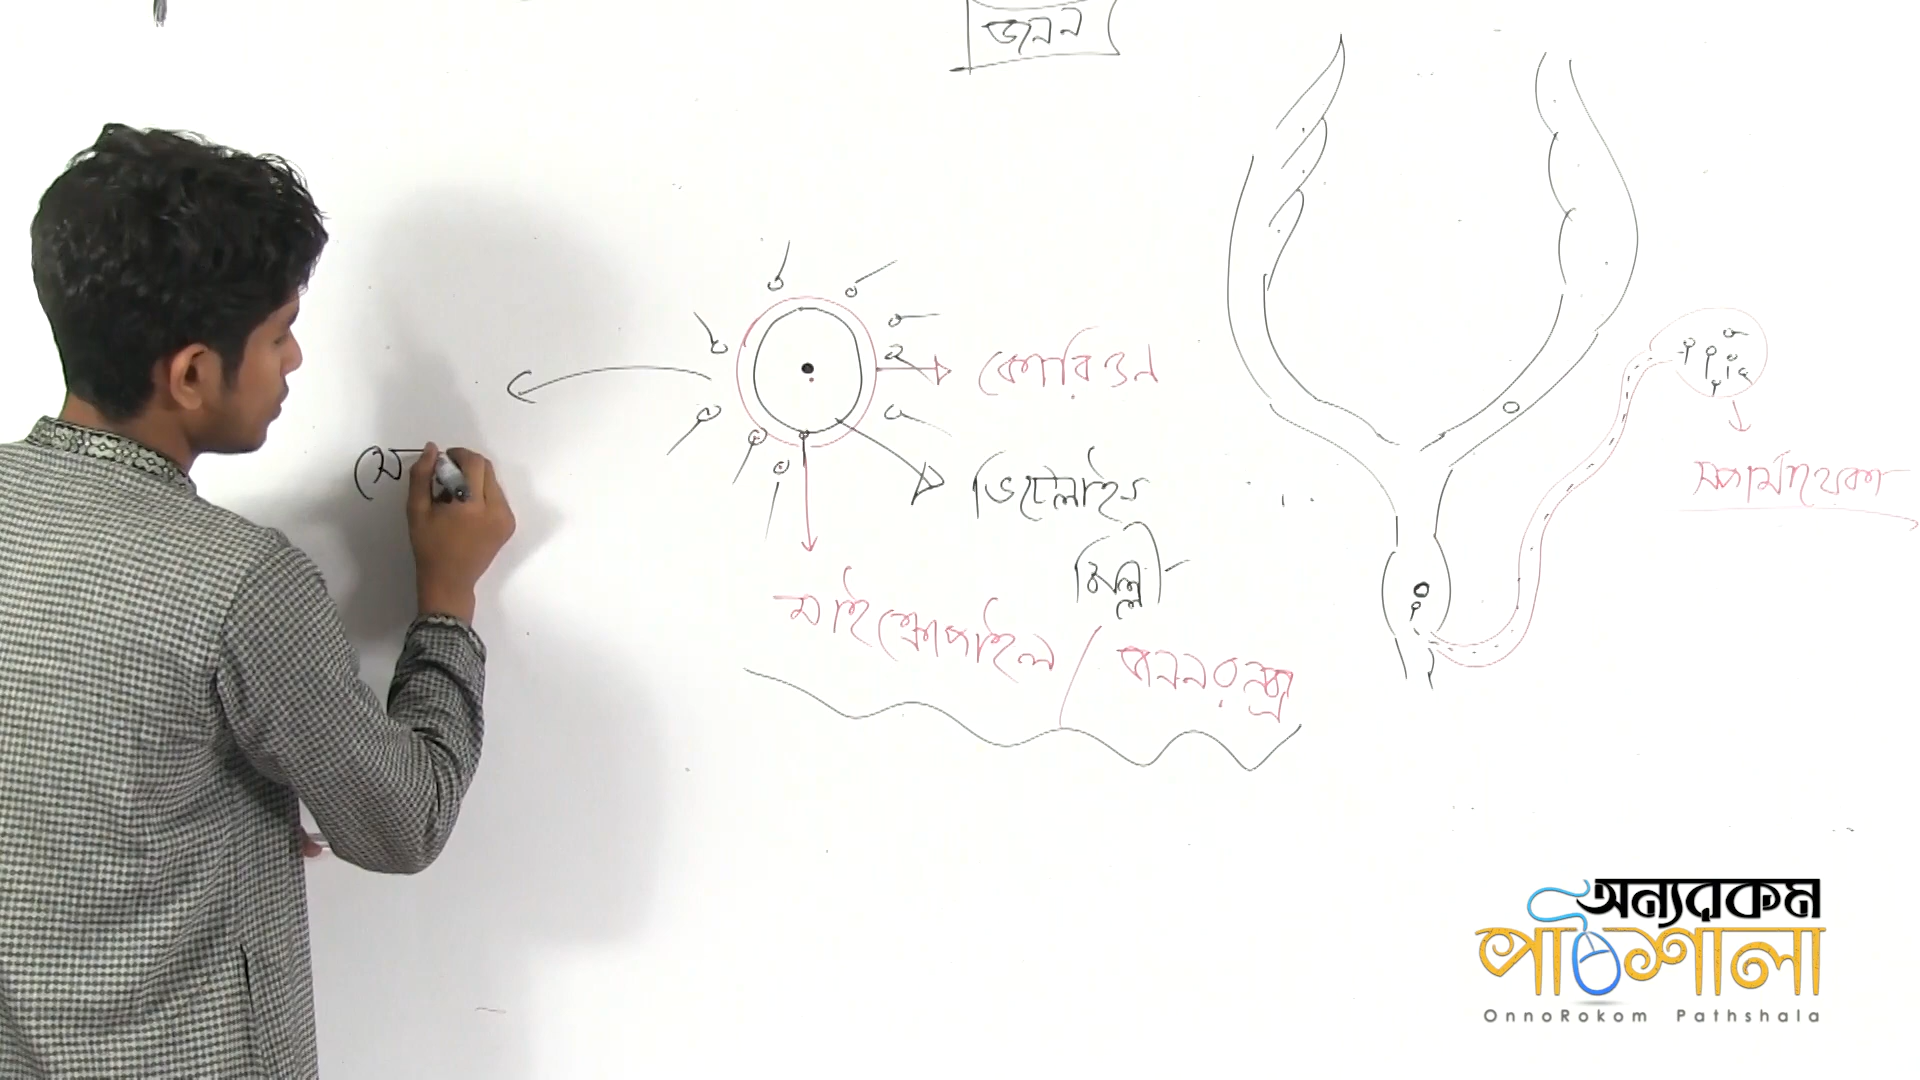 জনন
কোরিওন
ভিটেলাইন
ঝিল্লী
স্পার্মাথেকা
মাইক্রোপাইল / জননরন্ধ্র
অন্যরকম
পাঠশালা
OnnoRokom Pathshala